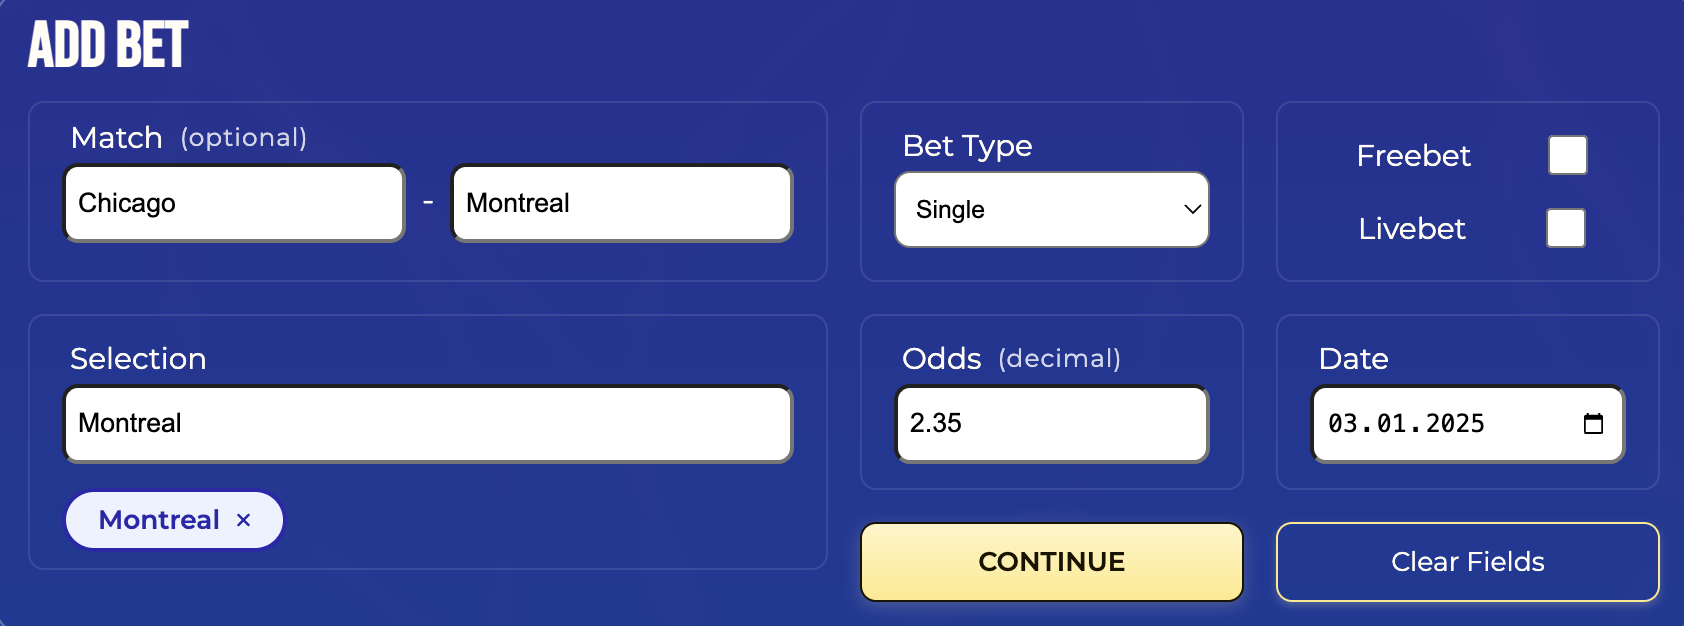 ADD BET
Match (optional)
Chicago - Montreal
Bet Type
Single
Freebet
Livebet
Selection
Montreal
Montreal ×
Odds (decimal)
2.35
Date
03.01.2025
CONTINUE
Clear Fields